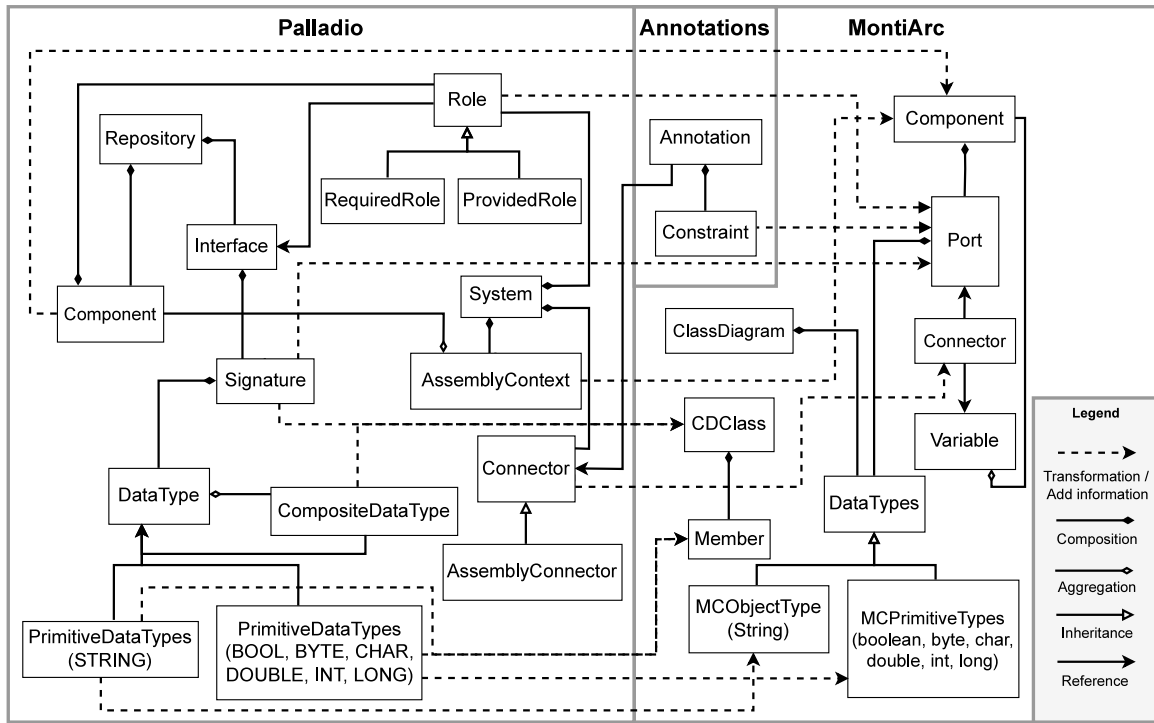 Palladio
Annotations
MontiArc
Role
Component
Repository
Annotation
RequiredRole
ProvidedRole
Interface
Constraint
Port
System
Component
ClassDiagram
Connector
Signature
AssemblyContext
CDClass
Variable
Connector
DataType
CompositeDataType
DataTypes
Member
AssemblyConnector
MCObjectType
(String)
MCPrimitiveTypes
(boolean, byte, char,
double, int, long)
PrimitiveDataTypes
(STRING)
PrimitiveDataTypes
(BOOL, BYTE, CHAR,
DOUBLE, INT, LONG)
Legend
Transformation /
Add information
Composition
Aggregation
Inheritance
Reference